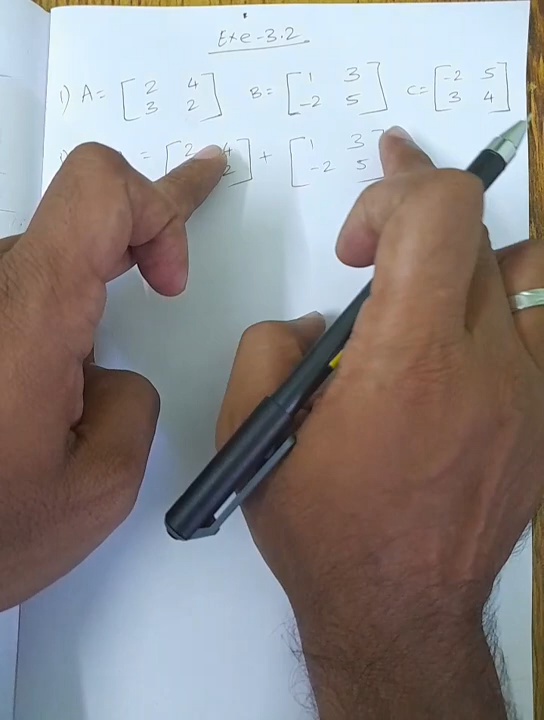 Exe-3.2
1) A = [ 2 4 B = [ 1 3 C = [ -2 5
3 2 ] -2 5 ] 3 4 ]
= [ 2 4 ] + [ 1 3
2 -2 5 ]